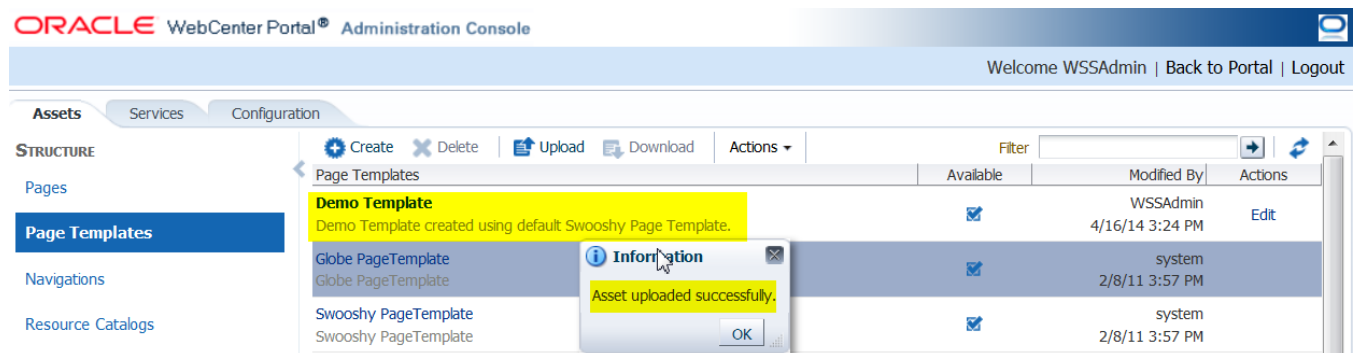 ORACLE WebCenter Portal® Administration Console
Welcome WSSAdmin | Back to Portal | Logout
Assets Services Configuration
STRUCTURE
Create Delete Upload Download Actions Filter
Page Templates Available Modified By Actions
Pages
Demo Template WSSAdmin
Demo Template created using default Swooshy Page Template. 4/16/14 3:24 PM Edit
Page Templates
Globe PageTemplate system
Globe PageTemplate 2/8/11 3:57 PM
Information
Asset uploaded successfully.
OK
Navigations
Swooshy PageTemplate system
Swooshy PageTemplate 2/8/11 3:57 PM
Resource Catalogs